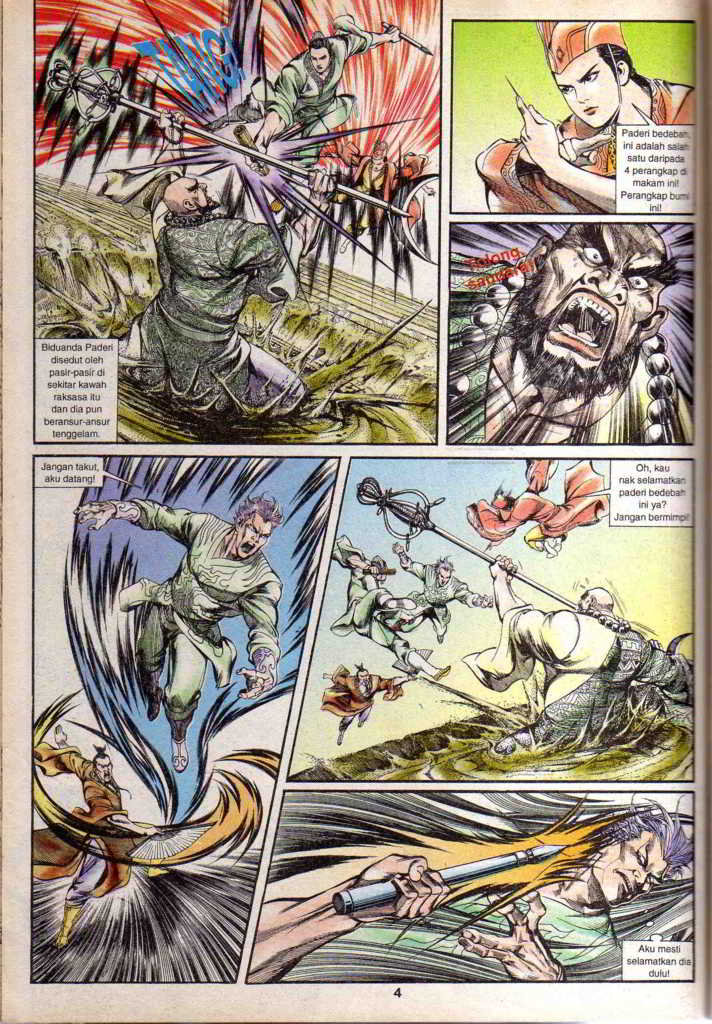 TANG!
Biduanda Paderi
disedut oleh
pasir-pasir di
sekitar kawah
raksasa itu
dan dia pun
beransur-ansur
tenggelam.
Paderi bedebah,
ini adalah salah
satu daripada
4 perangkap di
makam ini!
Perangkap bumi
ini!
Tolong
saudara!
Jangan takut,
aku datang!
Oh, kau
nak selamatkan
paderi bedebah
ini ya?
Jangan bermimpi!
Aku mesti
selamatkan dia
dulu!
4